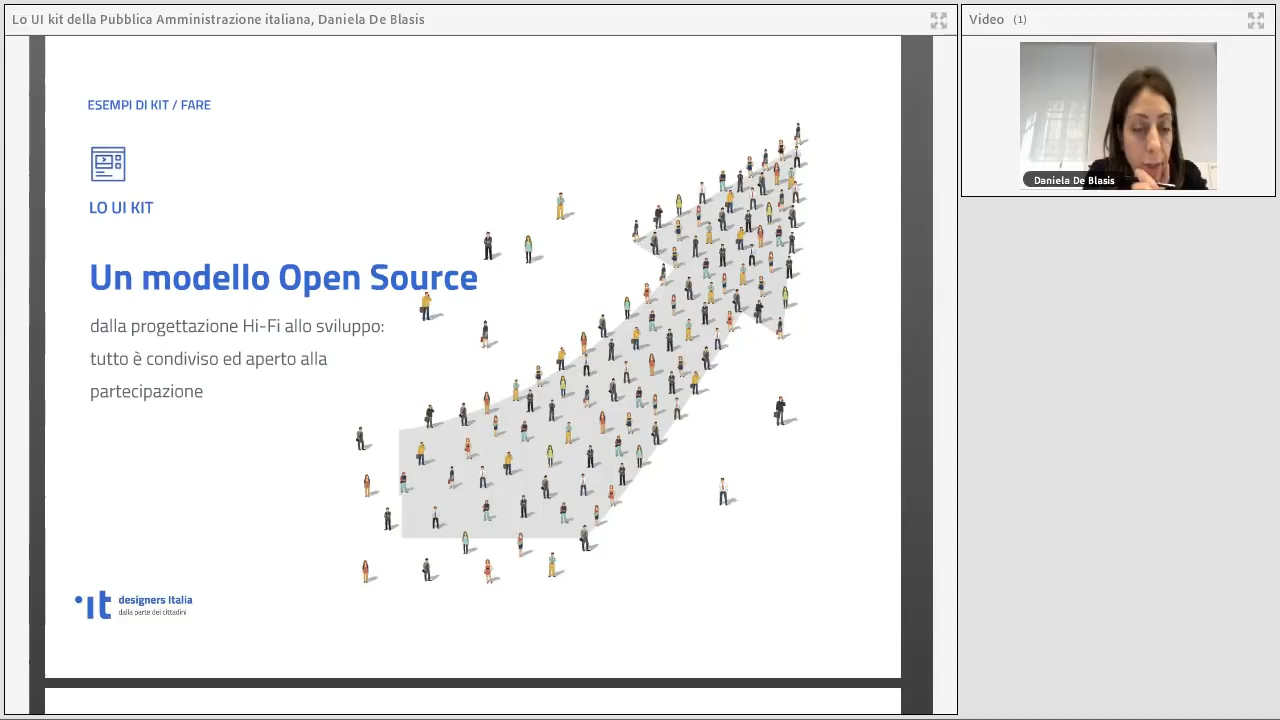 Lo UI kit della Pubblica Amministrazione italiana, Daniela De Blasis
Video (1)
Daniela De Blasis
ESEMPI DI KIT / FARE
LO UI KIT
Un modello Open Source
dalla progettazione Hi-Fi allo sviluppo:
tutto è condiviso ed aperto alla
partecipazione
it designers Italia
dalla parte dei cittadini